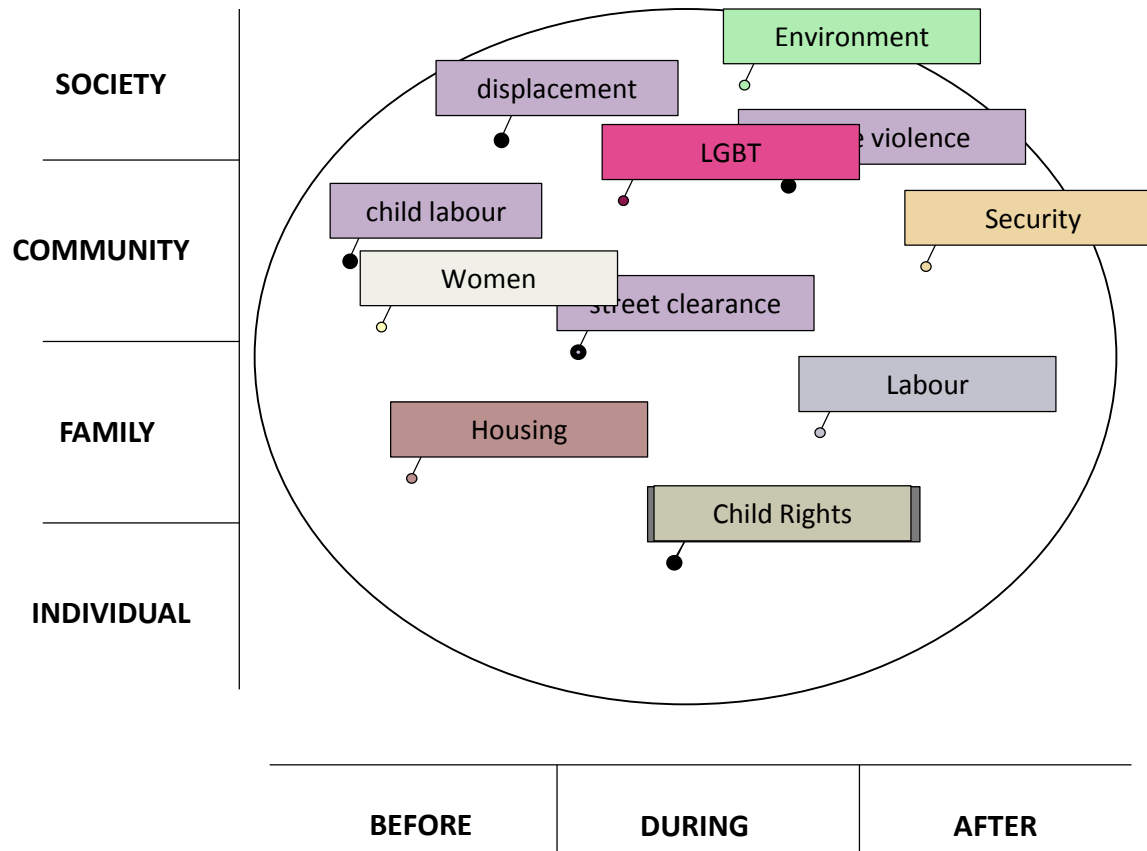 SOCIETY
COMMUNITY
FAMILY
INDIVIDUAL
Environment
displacement
violence
LGBT
child labour
Security
Women
street clearance
Labour
Housing
Child Rights
BEFORE
DURING
AFTER